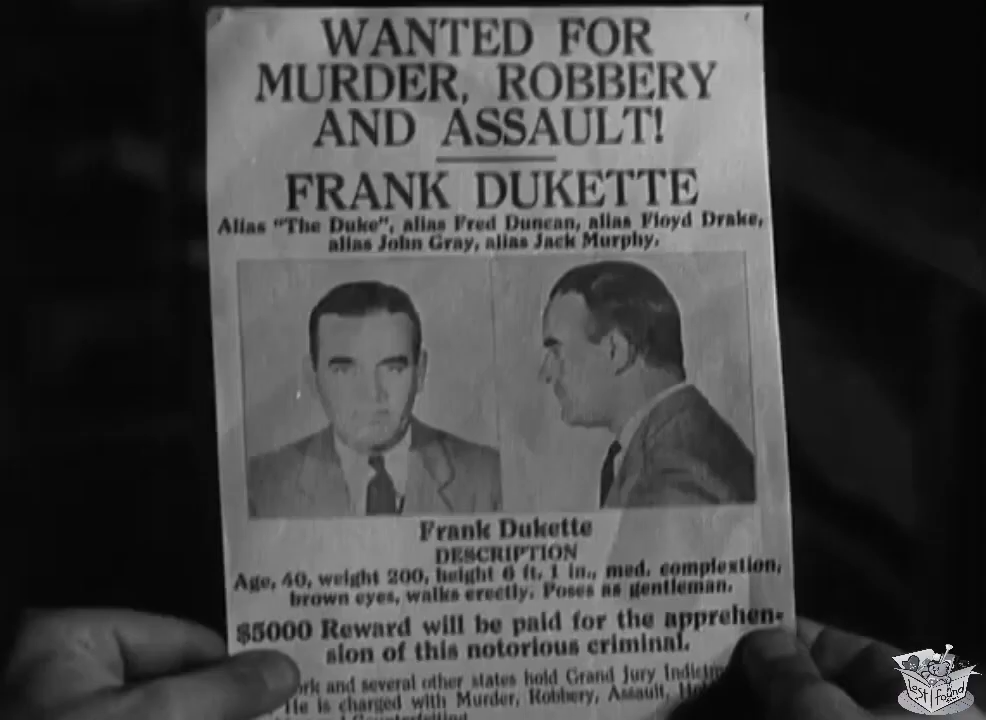 WANTED FOR
MURDER, ROBBERY
AND ASSAULT!
FRANK DUKETTE
Alias "The Duke", alias Fred Duncan, alias Floyd Drake,
alias John Gray, alias Jack Murphy.
Frank Dukette
DESCRIPTION
Age, 40, weight 200, height 6 ft, 1 in., med. complextion,
brown eyes, walks erectly. Poses as gentleman.
$5000 Reward will be paid for the apprehen-
sion of this notorious criminal.
and several other states hold Grand Jury
He is charged with Murder, Robbery, Assault,
lost found